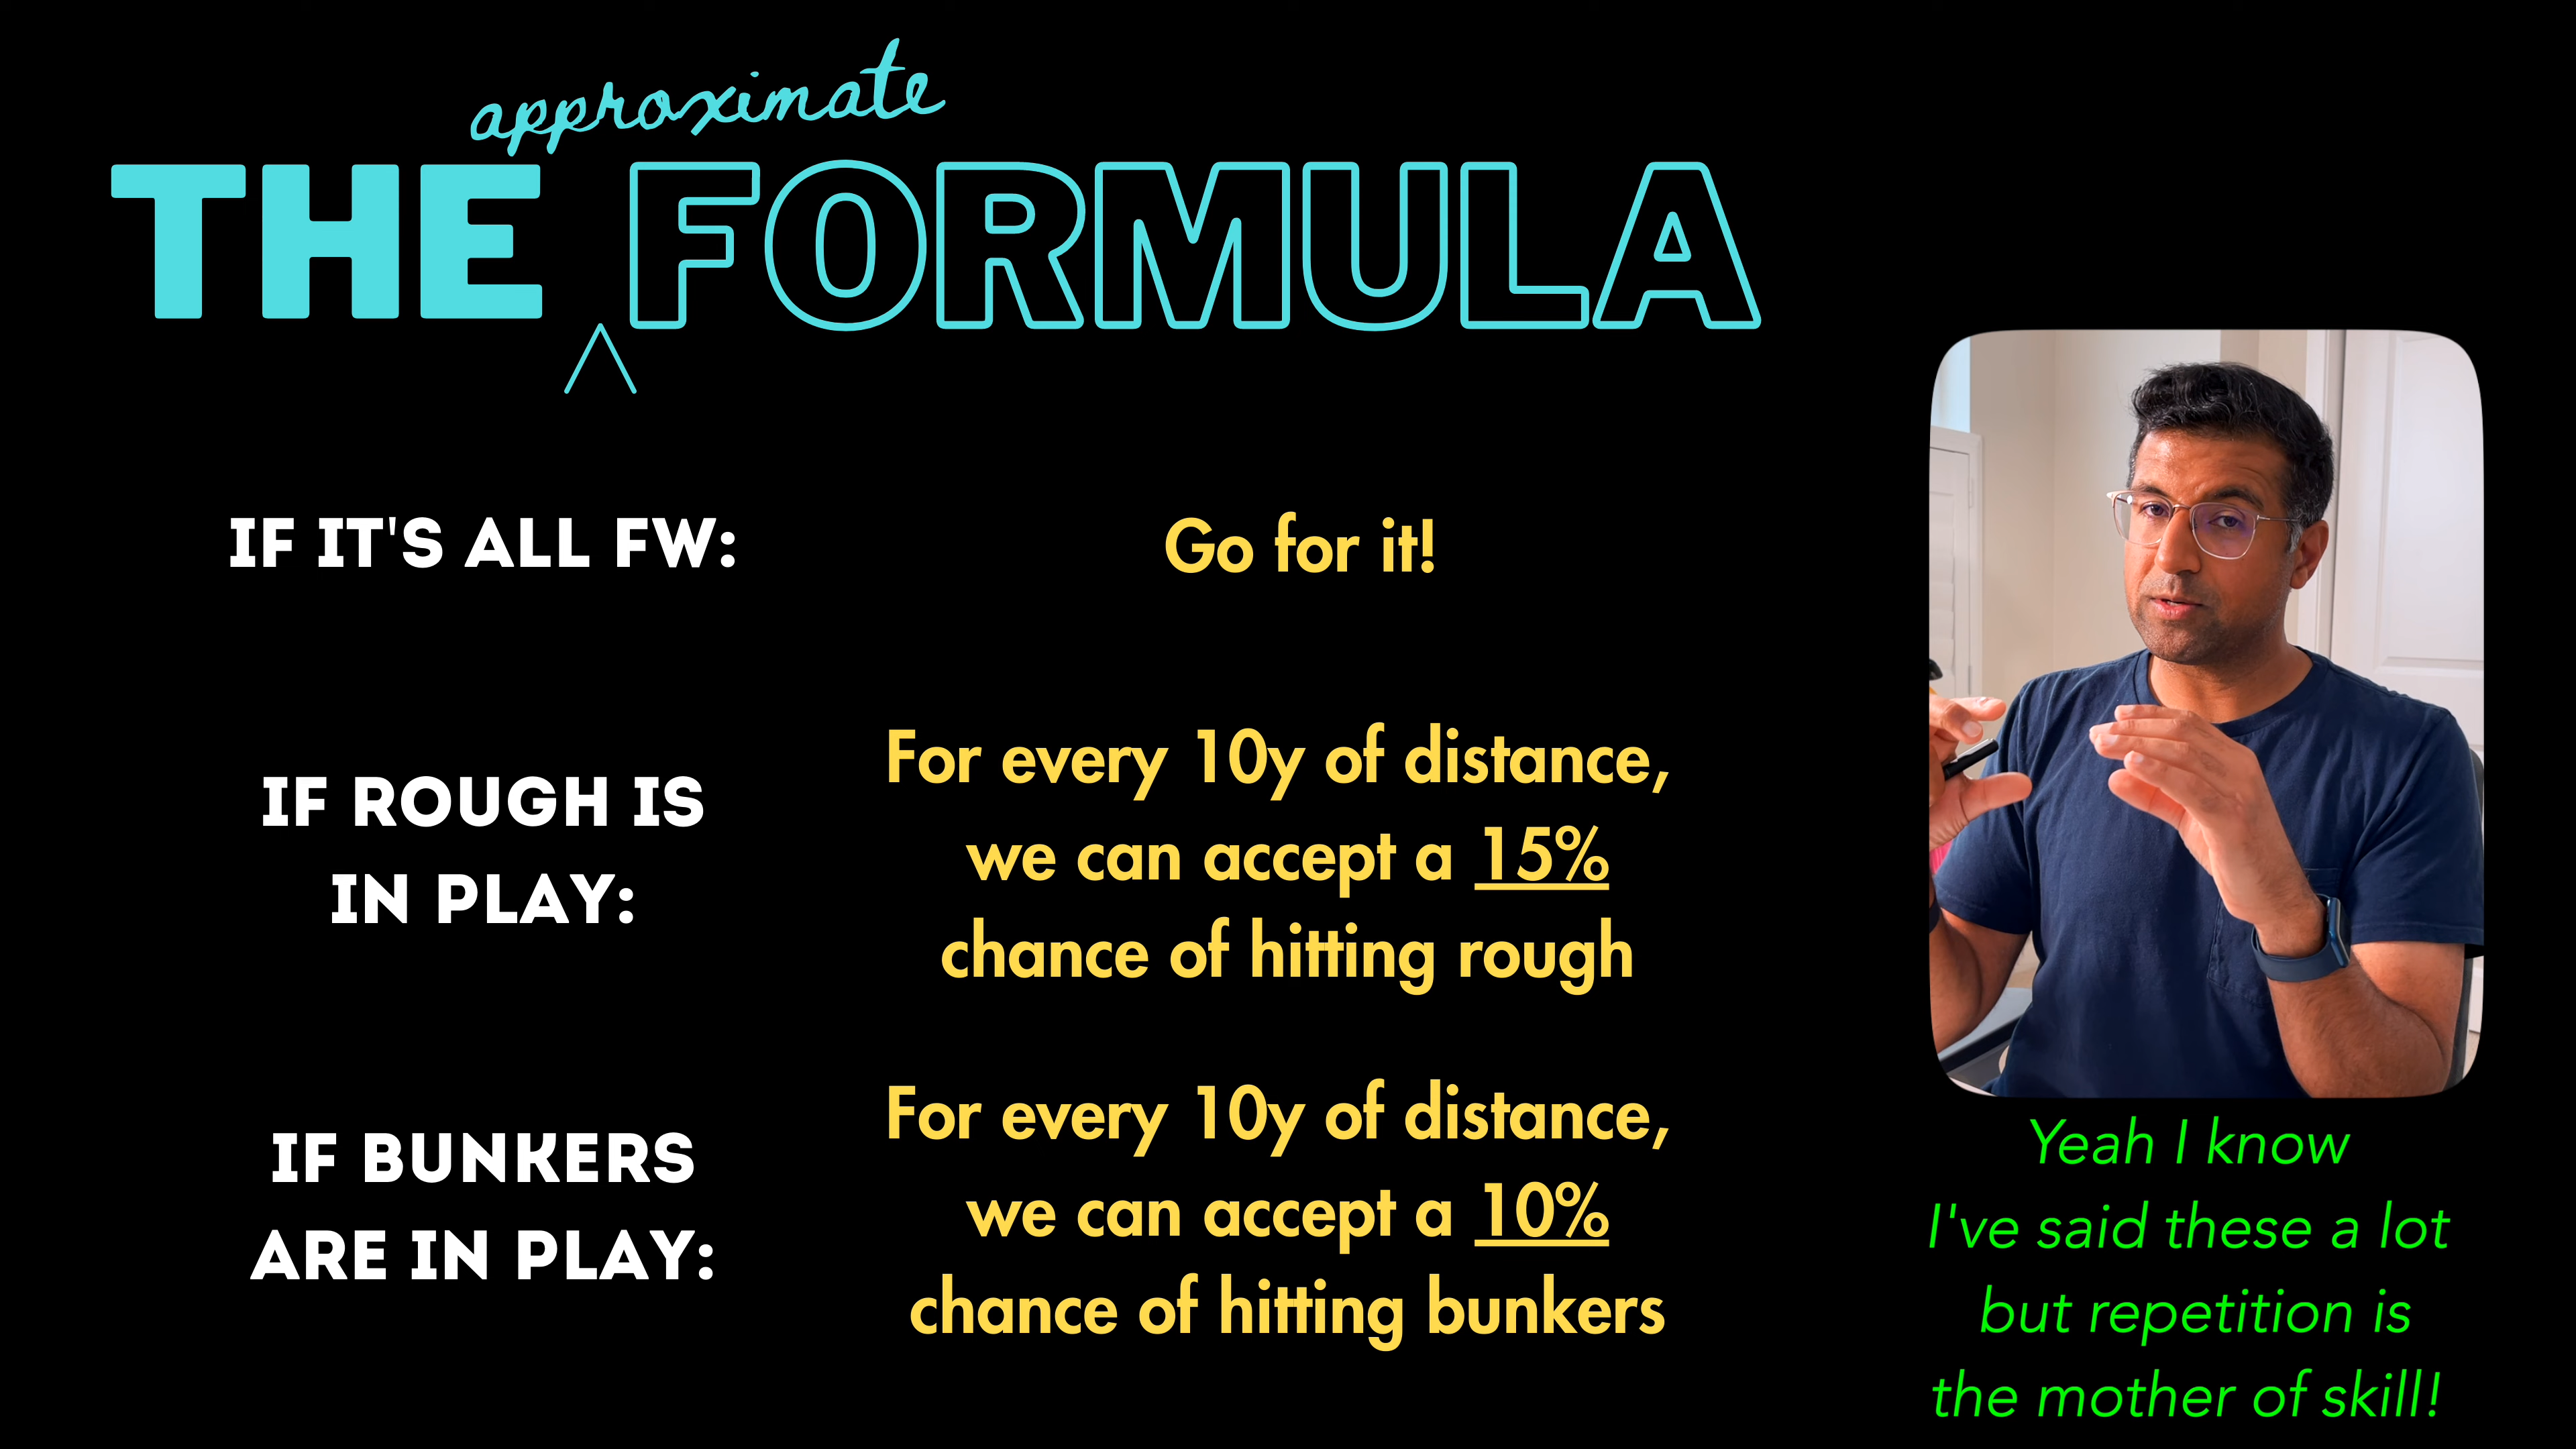 approximate
THE FORMULA
IF IT'S ALL FW:
Go for it!
IF ROUGH IS
IN PLAY:
For every 10y of distance,
we can accept a 15%
chance of hitting rough
IF BUNKERS
ARE IN PLAY:
For every 10y of distance,
we can accept a 10%
chance of hitting bunkers
Yeah I know
I've said these a lot
but repetition is
the mother of skill!